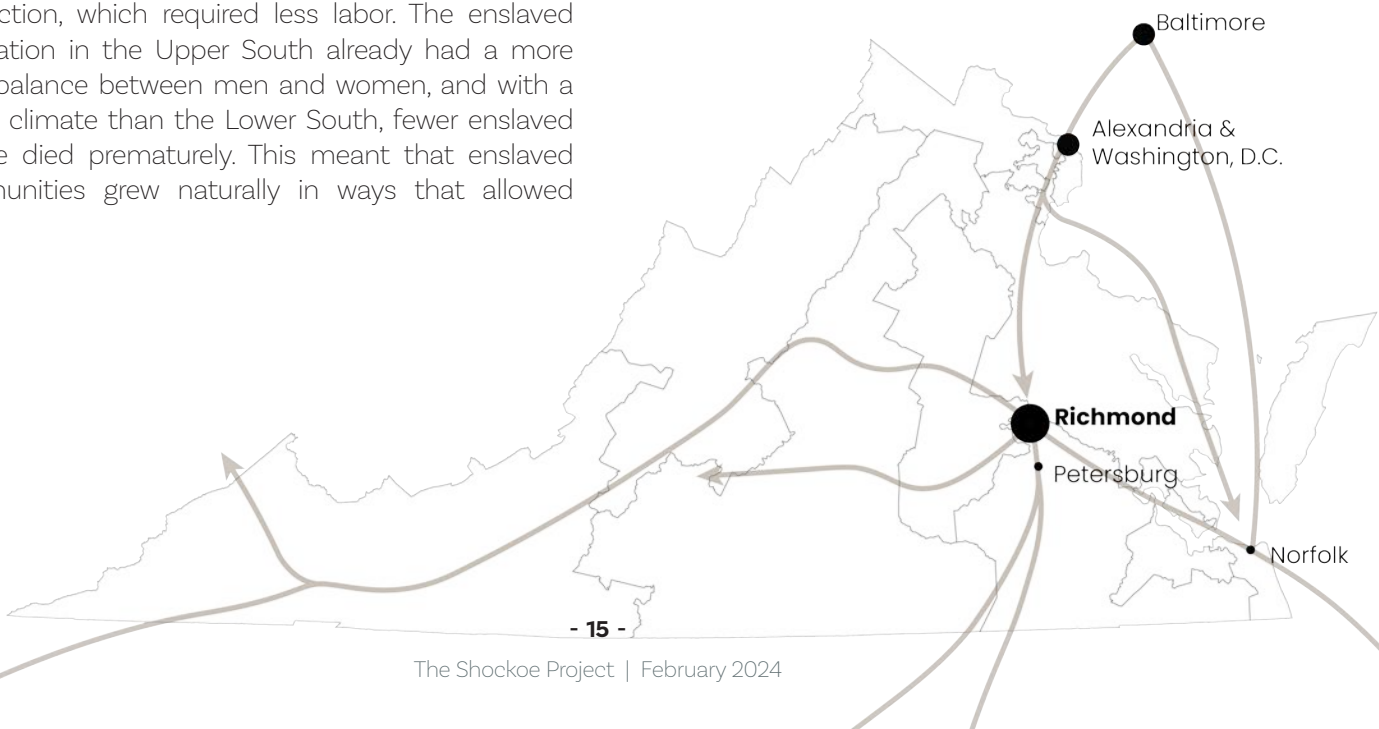 ction, which required less labor. The enslaved
ation in the Upper South already had a more
balance between men and women, and with a
climate than the Lower South, fewer enslaved
e died prematurely. This meant that enslaved
munities grew naturally in ways that allowed
Baltimore
Alexandria &
Washington, D.C.
Richmond
Petersburg
Norfolk
- 15 -
The Shockoe Project | February 2024